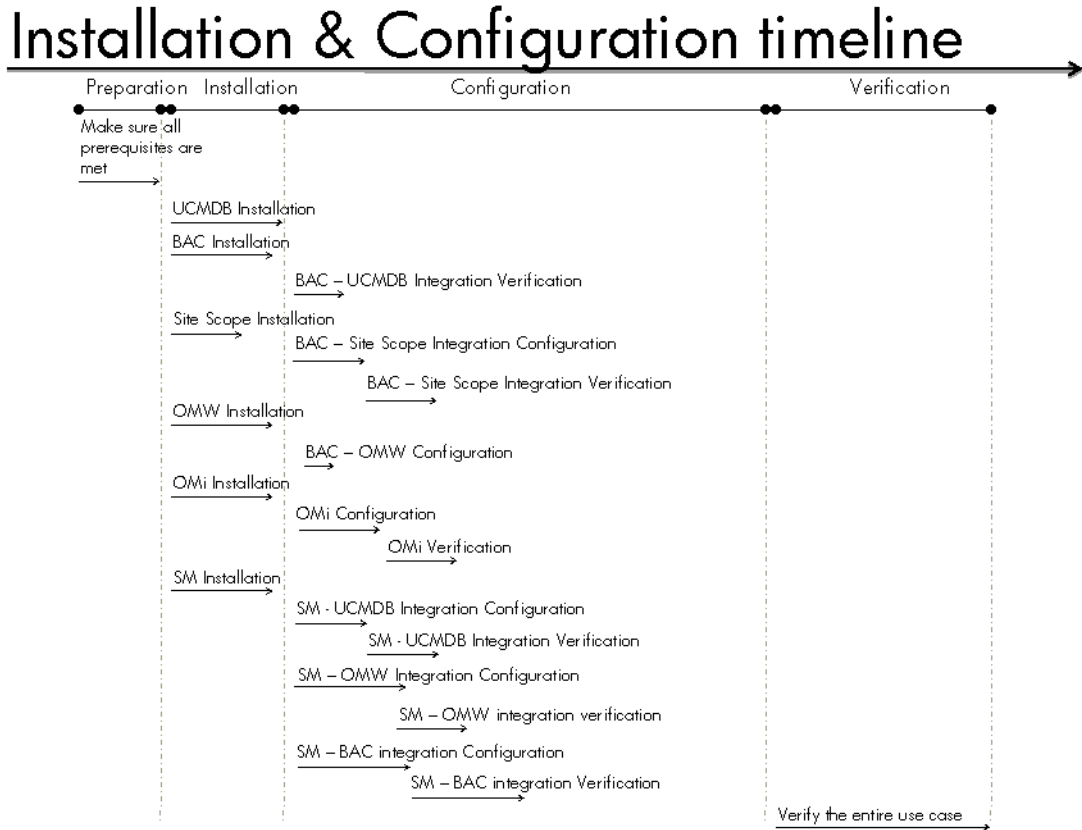 Installation & Configuration timeline
Preparation Installation Configuration Verification
Make sure all
prerequisites are
met
UCMDB Installation
BAC Installation
BAC – UCMDB Integration Verification
Site Scope Installation
BAC – Site Scope Integration Configuration
BAC – Site Scope Integration Verification
OMW Installation
BAC – OMW Configuration
OMi Installation
OMi Configuration
OMi Verification
SM Installation
SM - UCMDB Integration Configuration
SM - UCMDB Integration Verification
SM – OMW Integration Configuration
SM – OMW integration verification
SM – BAC integration Configuration
SM – BAC integration Verification
Verify the entire use case